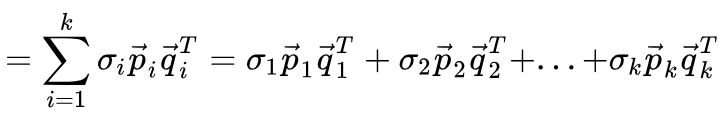 = \sum_{i=1}^{k} \sigma_i \vec{p}_i \vec{q}_i^T = \sigma_1 \vec{p}_1 \vec{q}_1^T + \sigma_2 \vec{p}_2 \vec{q}_2^T + \ldots + \sigma_k \vec{p}_k \vec{q}_k^T